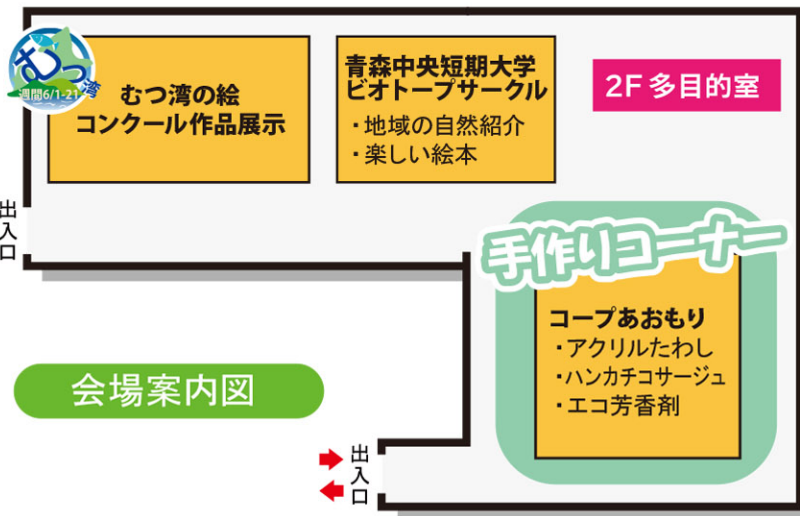 むつ湾
週間6/1-21
むつ湾の絵
コンクール作品展示
青森中央短期大学
ビオトープサークル
・地域の自然紹介
・楽しい絵本
2F 多目的室
出入口
手作りコーナー
コープあおもり
・アクリルたわし
・ハンカチコサージュ
・エコ芳香剤
会場案内図
出入口